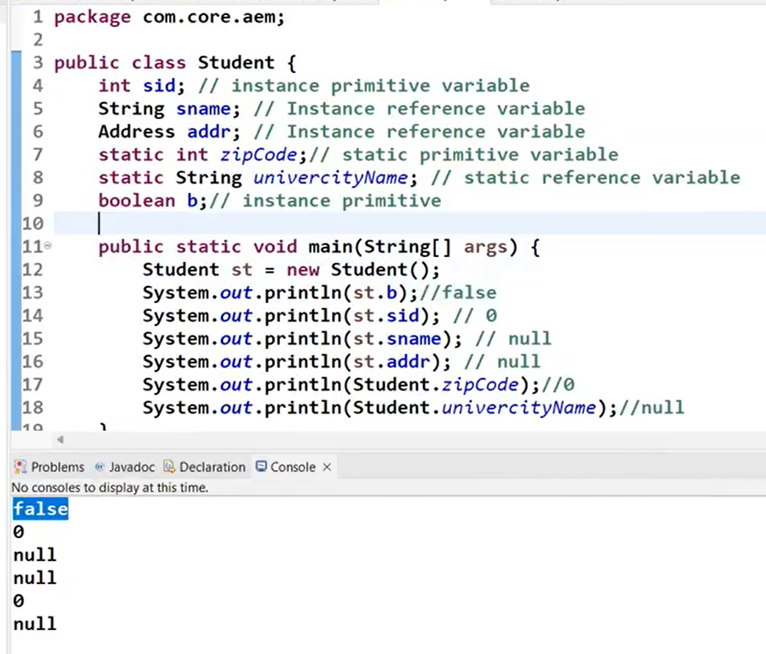 1 package com.core.aem;
2
3 public class Student {
4 int sid; // instance primitive variable
5 String sname; // Instance reference variable
6 Address addr; // Instance reference variable
7 static int zipCode;// static primitive variable
8 static String univercityName; // static reference variable
9 boolean b;// instance primitive
10
11 public static void main(String[] args) {
12 Student st = new Student();
13 System.out.println(st.b);//false
14 System.out.println(st.sid); // 0
15 System.out.println(st.sname); // null
16 System.out.println(st.addr); // null
17 System.out.println(Student.zipCode);//0
18 System.out.println(Student.univercityName);//null
19 }
Problems Javadoc Declaration Console
No consoles to display at this time.
false
0
null
null
0
null